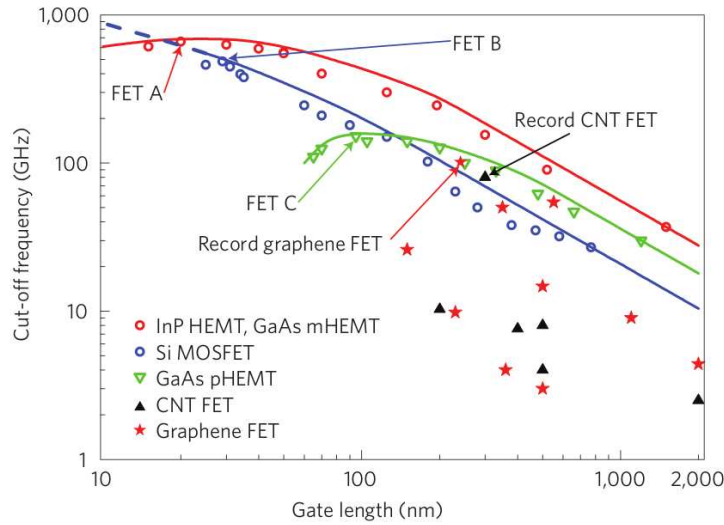 1,000
FET B
FET A
Record CNT FET
100
FET C
Record graphene FET
10
InP HEMT, GaAs mHEMT
Si MOSFET
GaAs pHEMT
CNT FET
Graphene FET
1
10
100
1,000
2,000
Gate length (nm)
Cut-off frequency (GHz)